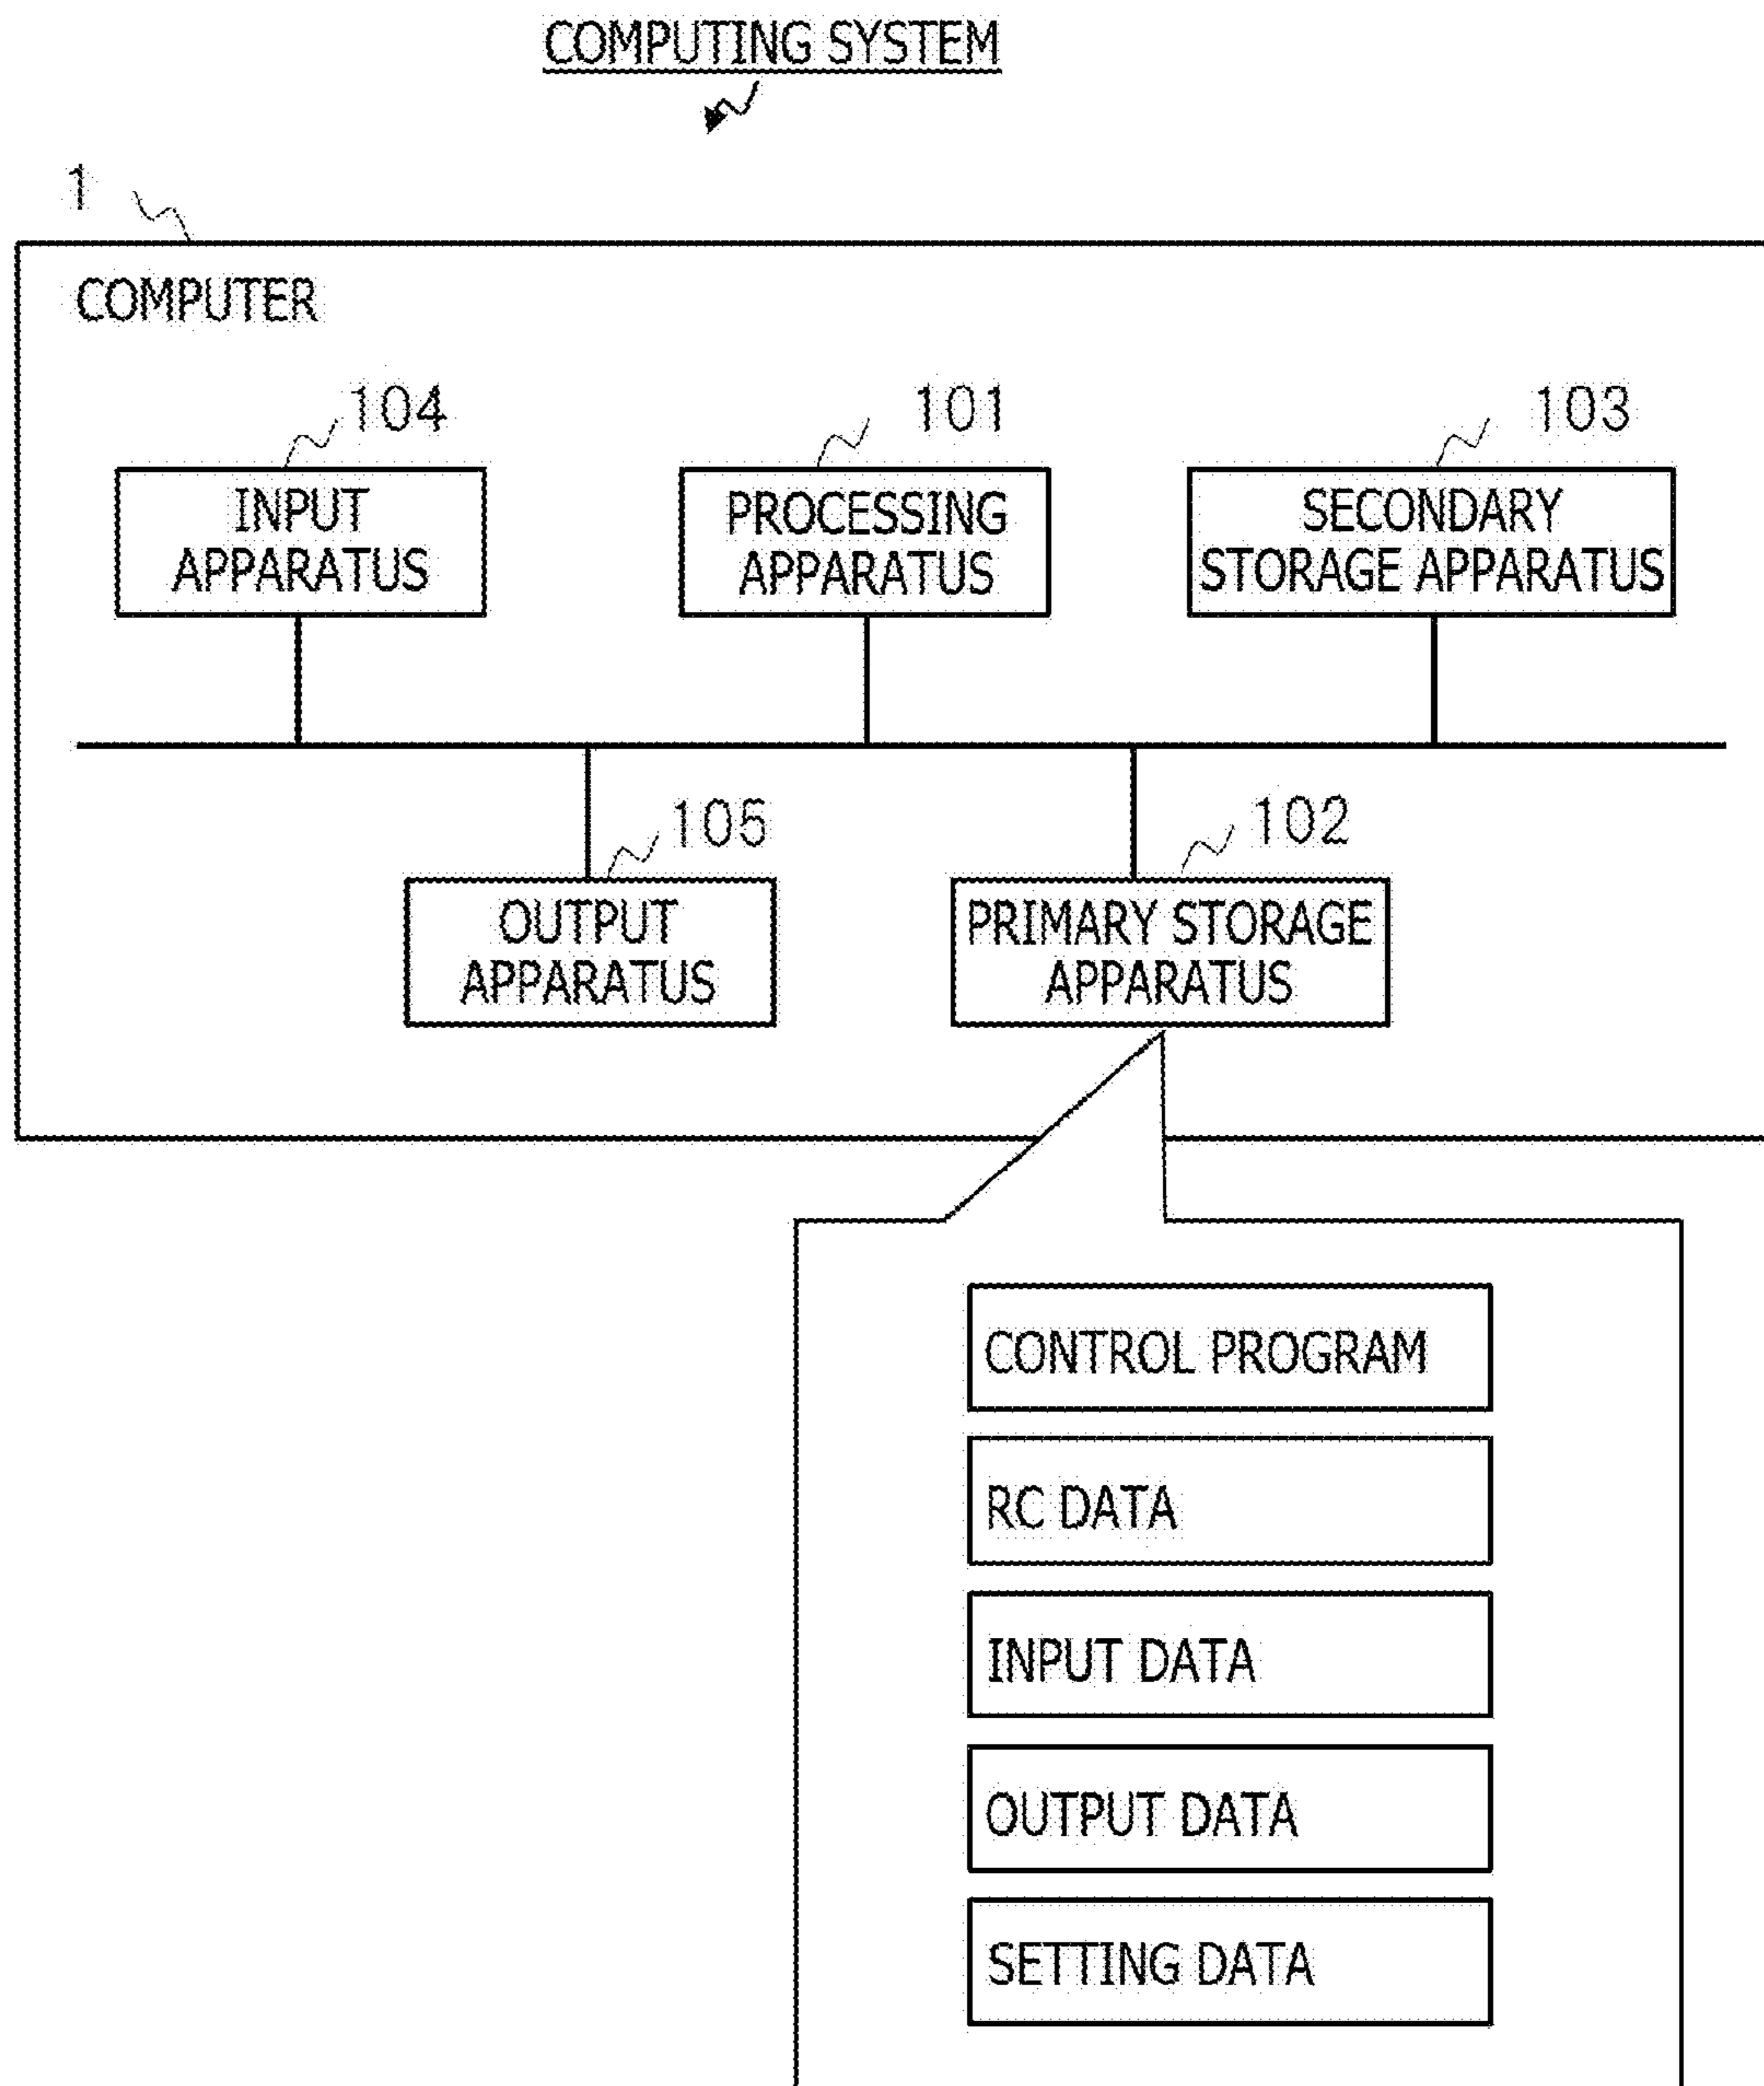 COMPUTING SYSTEM
1
COMPUTER
104
101
103
INPUT
APPARATUS
PROCESSING
APPARATUS
SECONDARY
STORAGE APPARATUS
105
102
OUTPUT
APPARATUS
PRIMARY STORAGE
APPARATUS
CONTROL PROGRAM
RC DATA
INPUT DATA
OUTPUT DATA
SETTING DATA